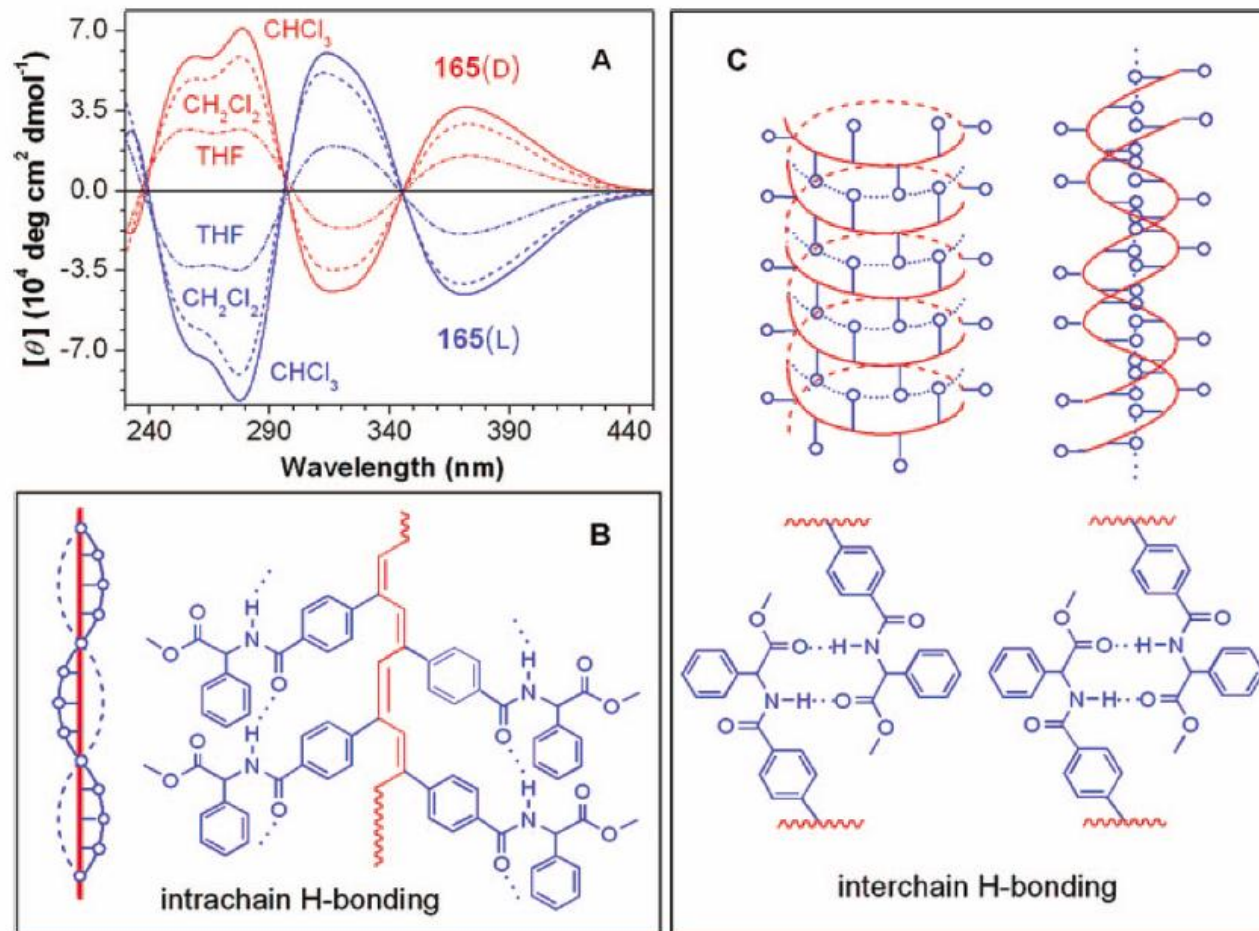 A
[θ] (10⁴ deg cm² dmol⁻¹)
7.0
3.5
0.0
-3.5
-7.0
CHCl₃
CH₂Cl₂
THF
165(D)
THF
CH₂Cl₂
CHCl₃
165(L)
240 290 340 390 440
Wavelength (nm)
B
O
O
H
N
O
O
O
H
N
O
H
N
O
O
O
H
N
O
O
O
intrachain H-bonding
C
O
O
O
H
N
N
H
O
O
O
O
O
O
H
N
N
H
O
O
O
interchain H-bonding